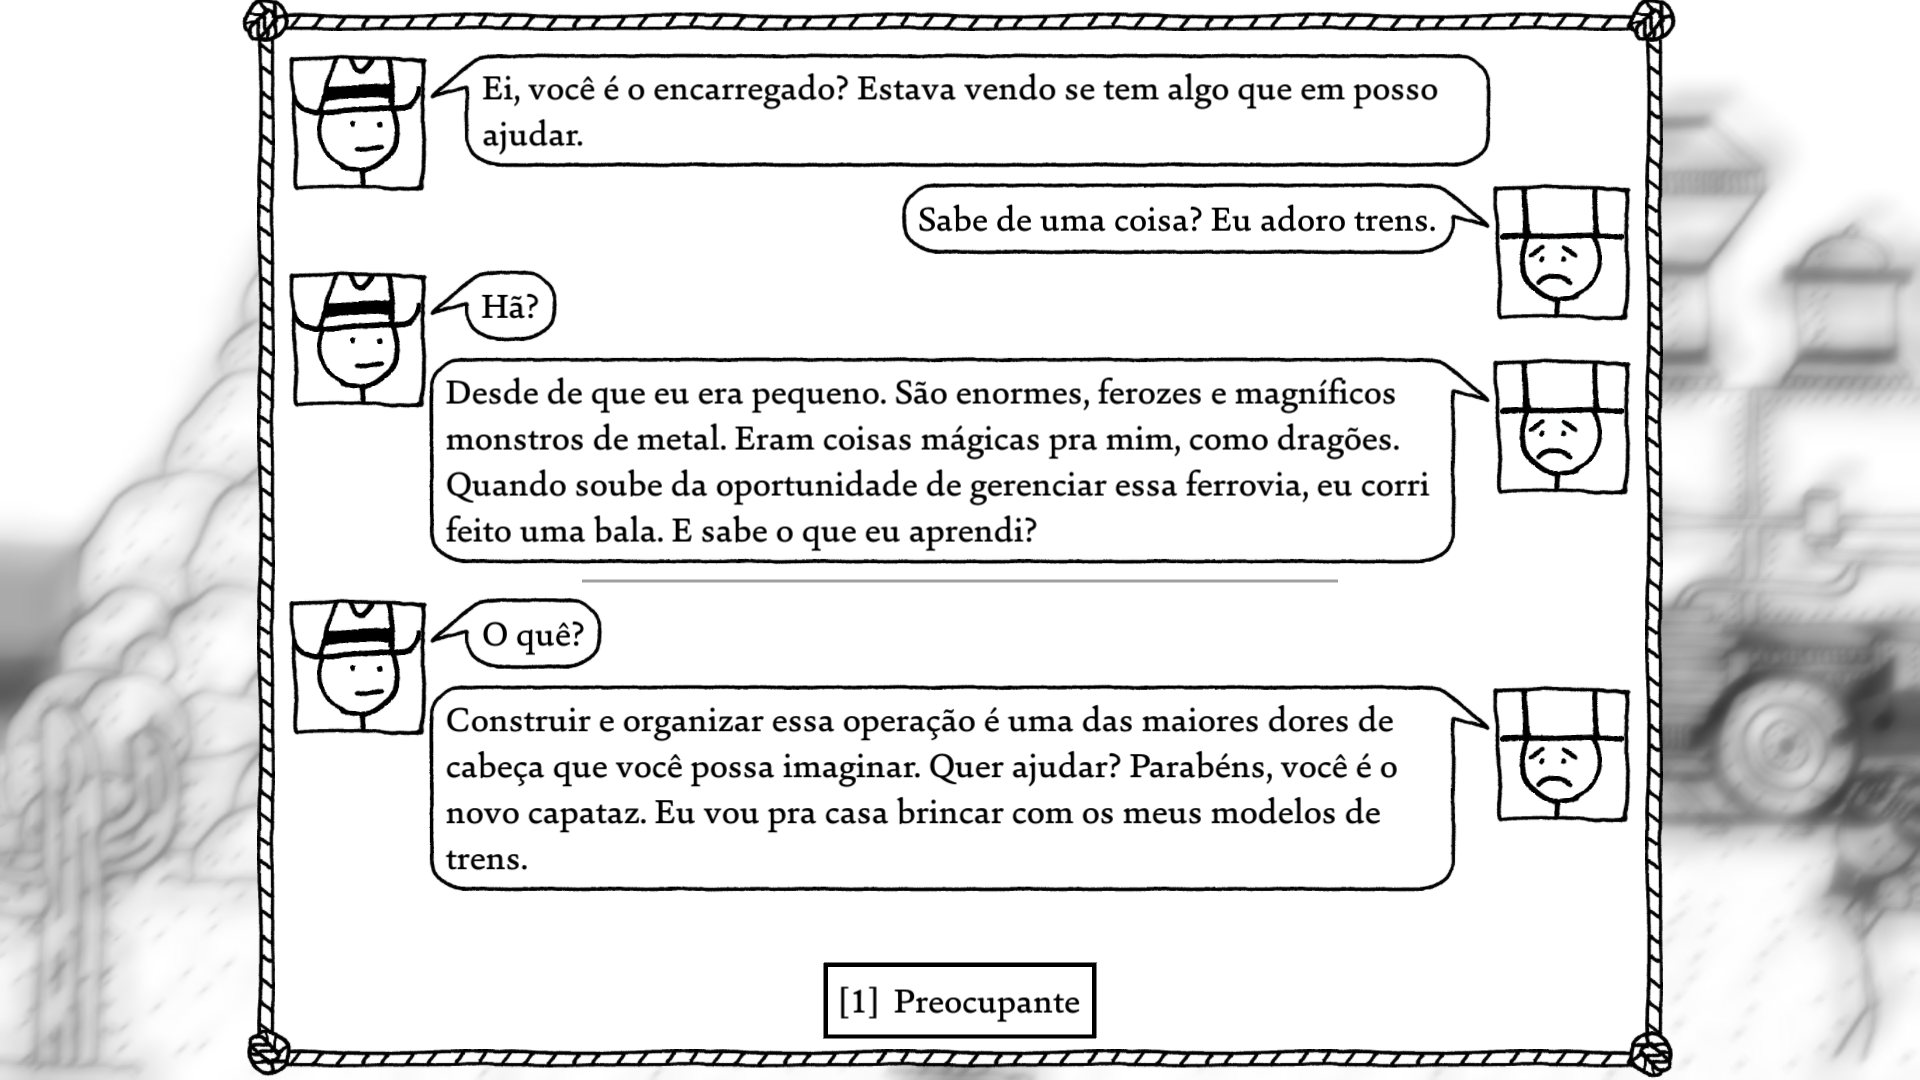 Ei, você é o encarregado? Estava vendo se tem algo que em posso
ajudar.
Sabe de uma coisa? Eu adoro trens.
Hã?
Desde de que eu era pequeno. São enormes, ferozes e magníficos
monstros de metal. Eram coisas mágicas pra mim, como dragões.
Quando soube da oportunidade de gerenciar essa ferrovia, eu corri
feito uma bala. E sabe o que eu aprendi?
O quê?
Construir e organizar essa operação é uma das maiores dores de
cabeça que você possa imaginar. Quer ajudar? Parabéns, você é o
novo capataz. Eu vou pra casa brincar com os meus modelos de
trens.
[1] Preocupante